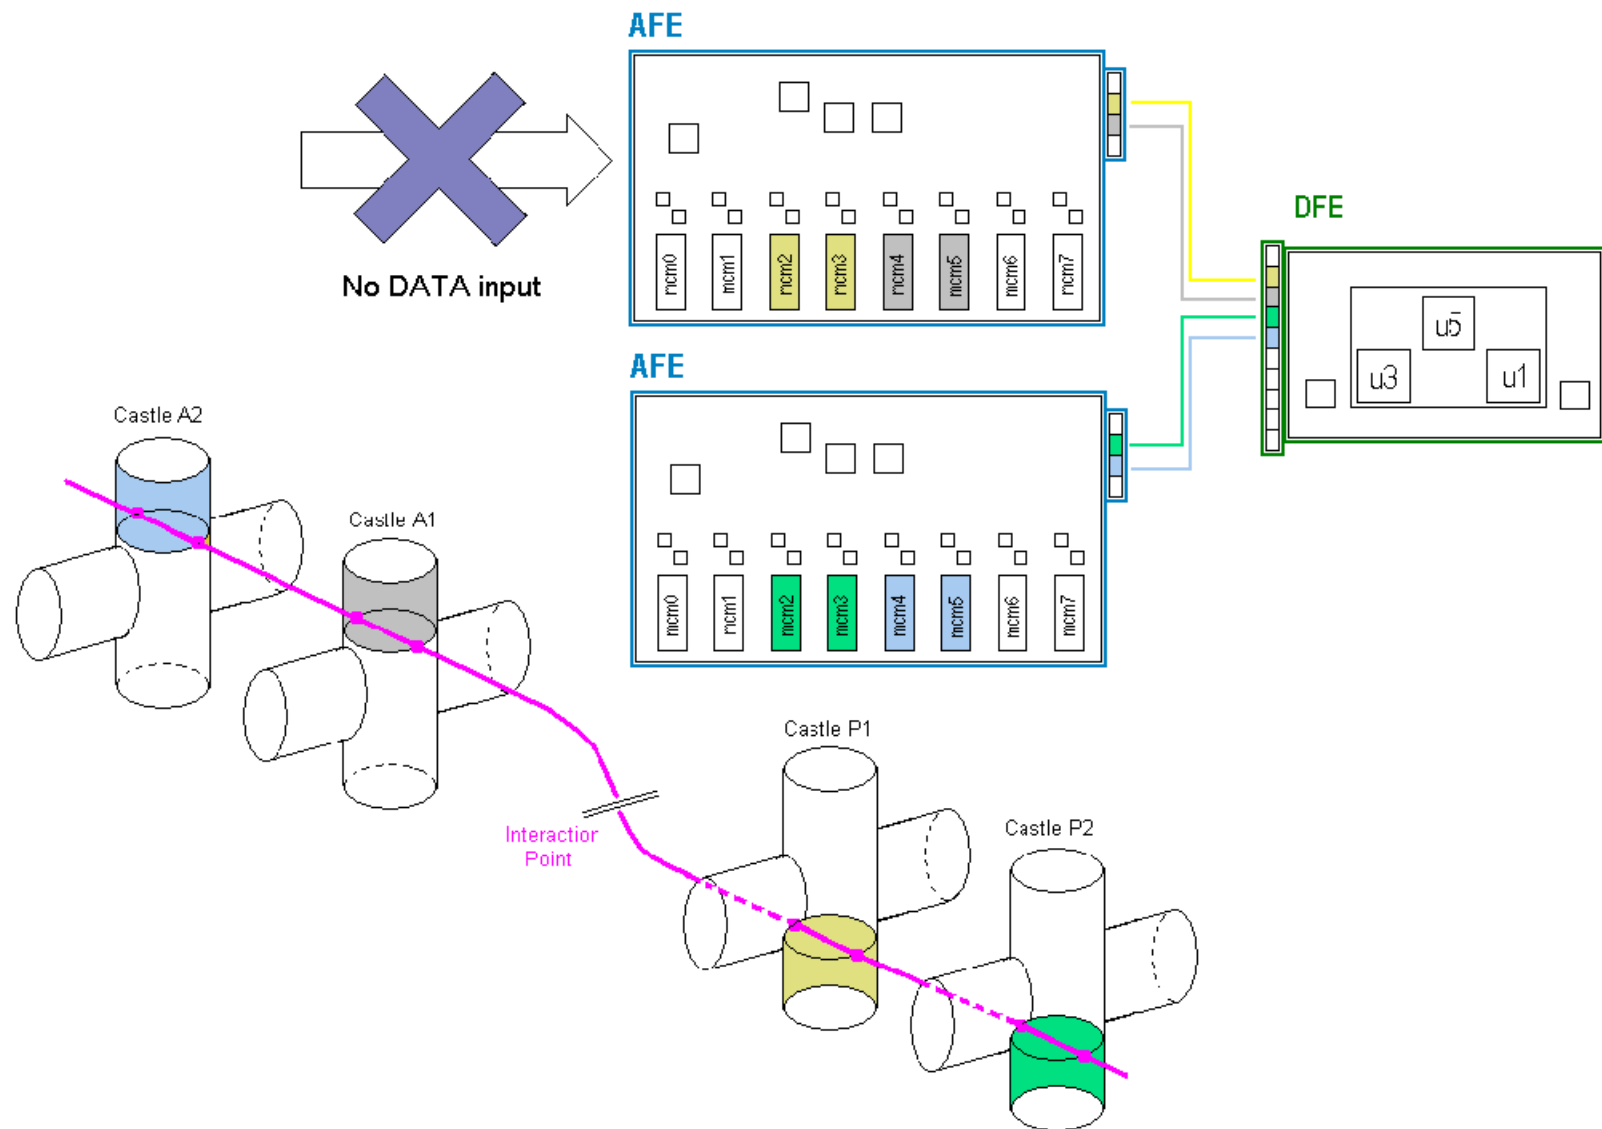 AFE
No DATA input
mcm0 mcm1 mcm2 mcm3 mcm4 mcm5 mcm6 mcm7
DFE
u5
u3 u1
AFE
mcm0 mcm1 mcm2 mcm3 mcm4 mcm5 mcm6 mcm7
Castle A2
Castle A1
Castle P1
Interaction
Point
Castle P2